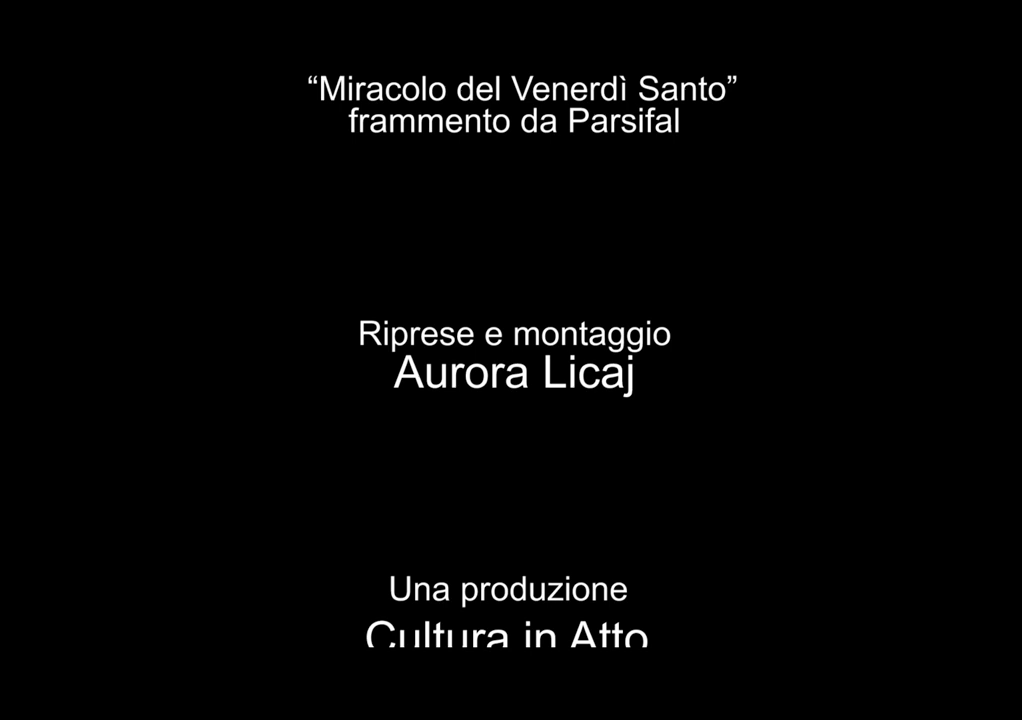 “Miracolo del Venerdì Santo”
frammento da Parsifal
Riprese e montaggio
Aurora Licaj
Una produzione
Cultura in Atto